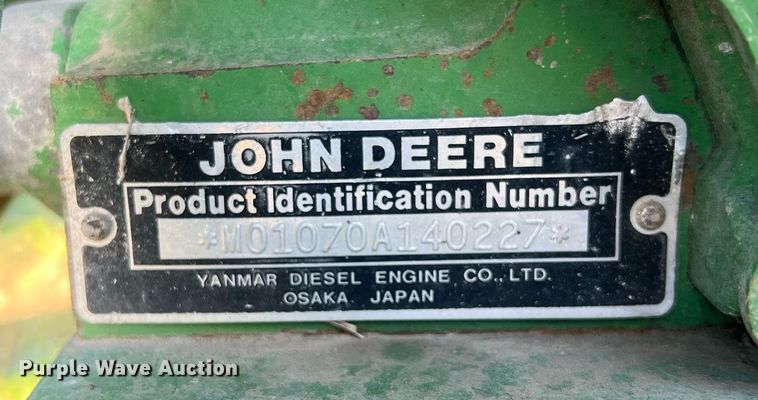 JOHN DEERE
Product Identification Number
*M01070A140227*
YANMAR DIESEL ENGINE CO., LTD.
OSAKA JAPAN
Purple Wave Auction